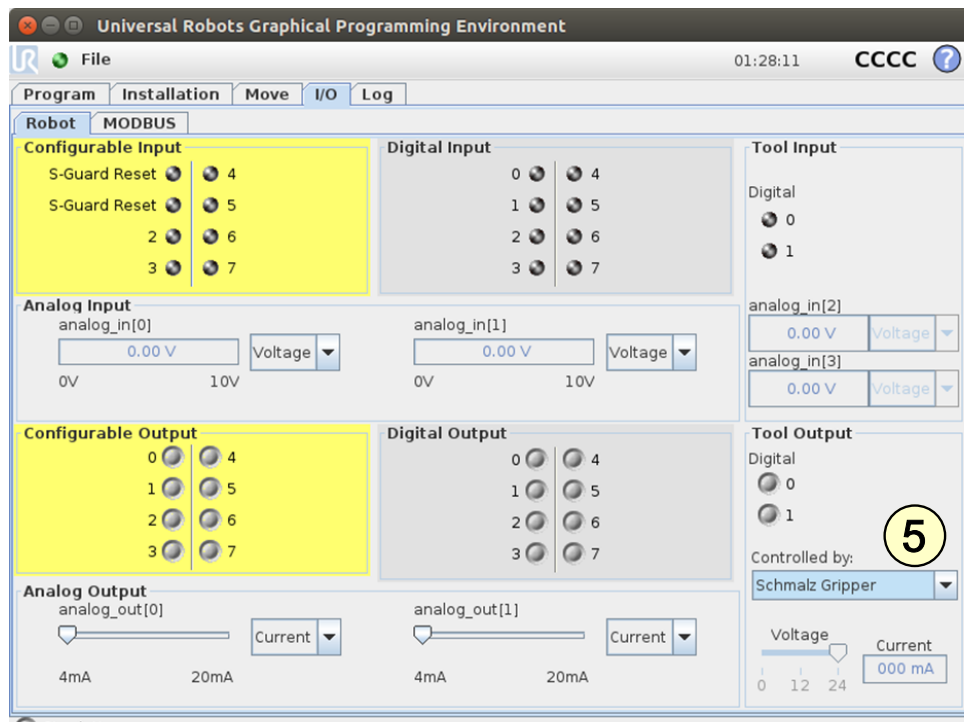 Universal Robots Graphical Programming Environment
UR File 01:28:11 CCCC ?
Program Installation Move I/O Log
Robot MODBUS
Configurable Input
S-Guard Reset 4
S-Guard Reset 5
2 6
3 7
Digital Input
0 4
1 5
2 6
3 7
Tool Input
Digital
0
1
Analog Input
analog_in[0]
0.00 V Voltage
0V 10V
analog_in[1]
0.00 V Voltage
0V 10V
analog_in[2]
0.00 V Voltage
analog_in[3]
0.00 V Voltage
Configurable Output
0 4
1 5
2 6
3 7
Digital Output
0 4
1 5
2 6
3 7
Tool Output
Digital
0
1
5
Controlled by:
Schmalz Gripper
Voltage
0 12 24
Current
000 mA
Analog Output
analog_out[0]
Current
4mA 20mA
analog_out[1]
Current
4mA 20mA